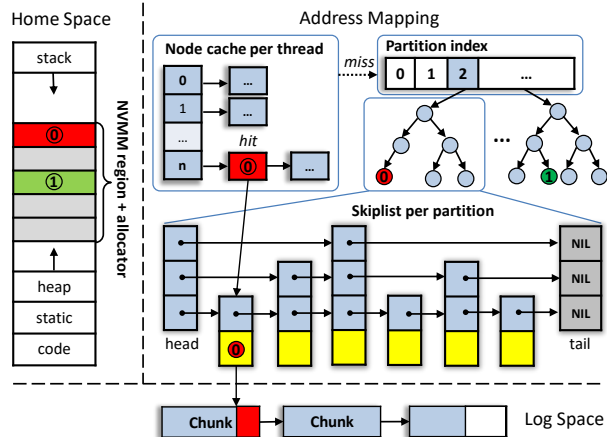 Home Space
stack
⓪
①
NVMM region + allocator
heap
static
code
Address Mapping
Node cache per thread
0
...
1
...
...
n
hit
⓪
...
miss
Partition index
0 1 2 ...
...
0
1
Skiplist per partition
NIL
NIL
NIL
head
0
tail
Chunk
Chunk
Log Space